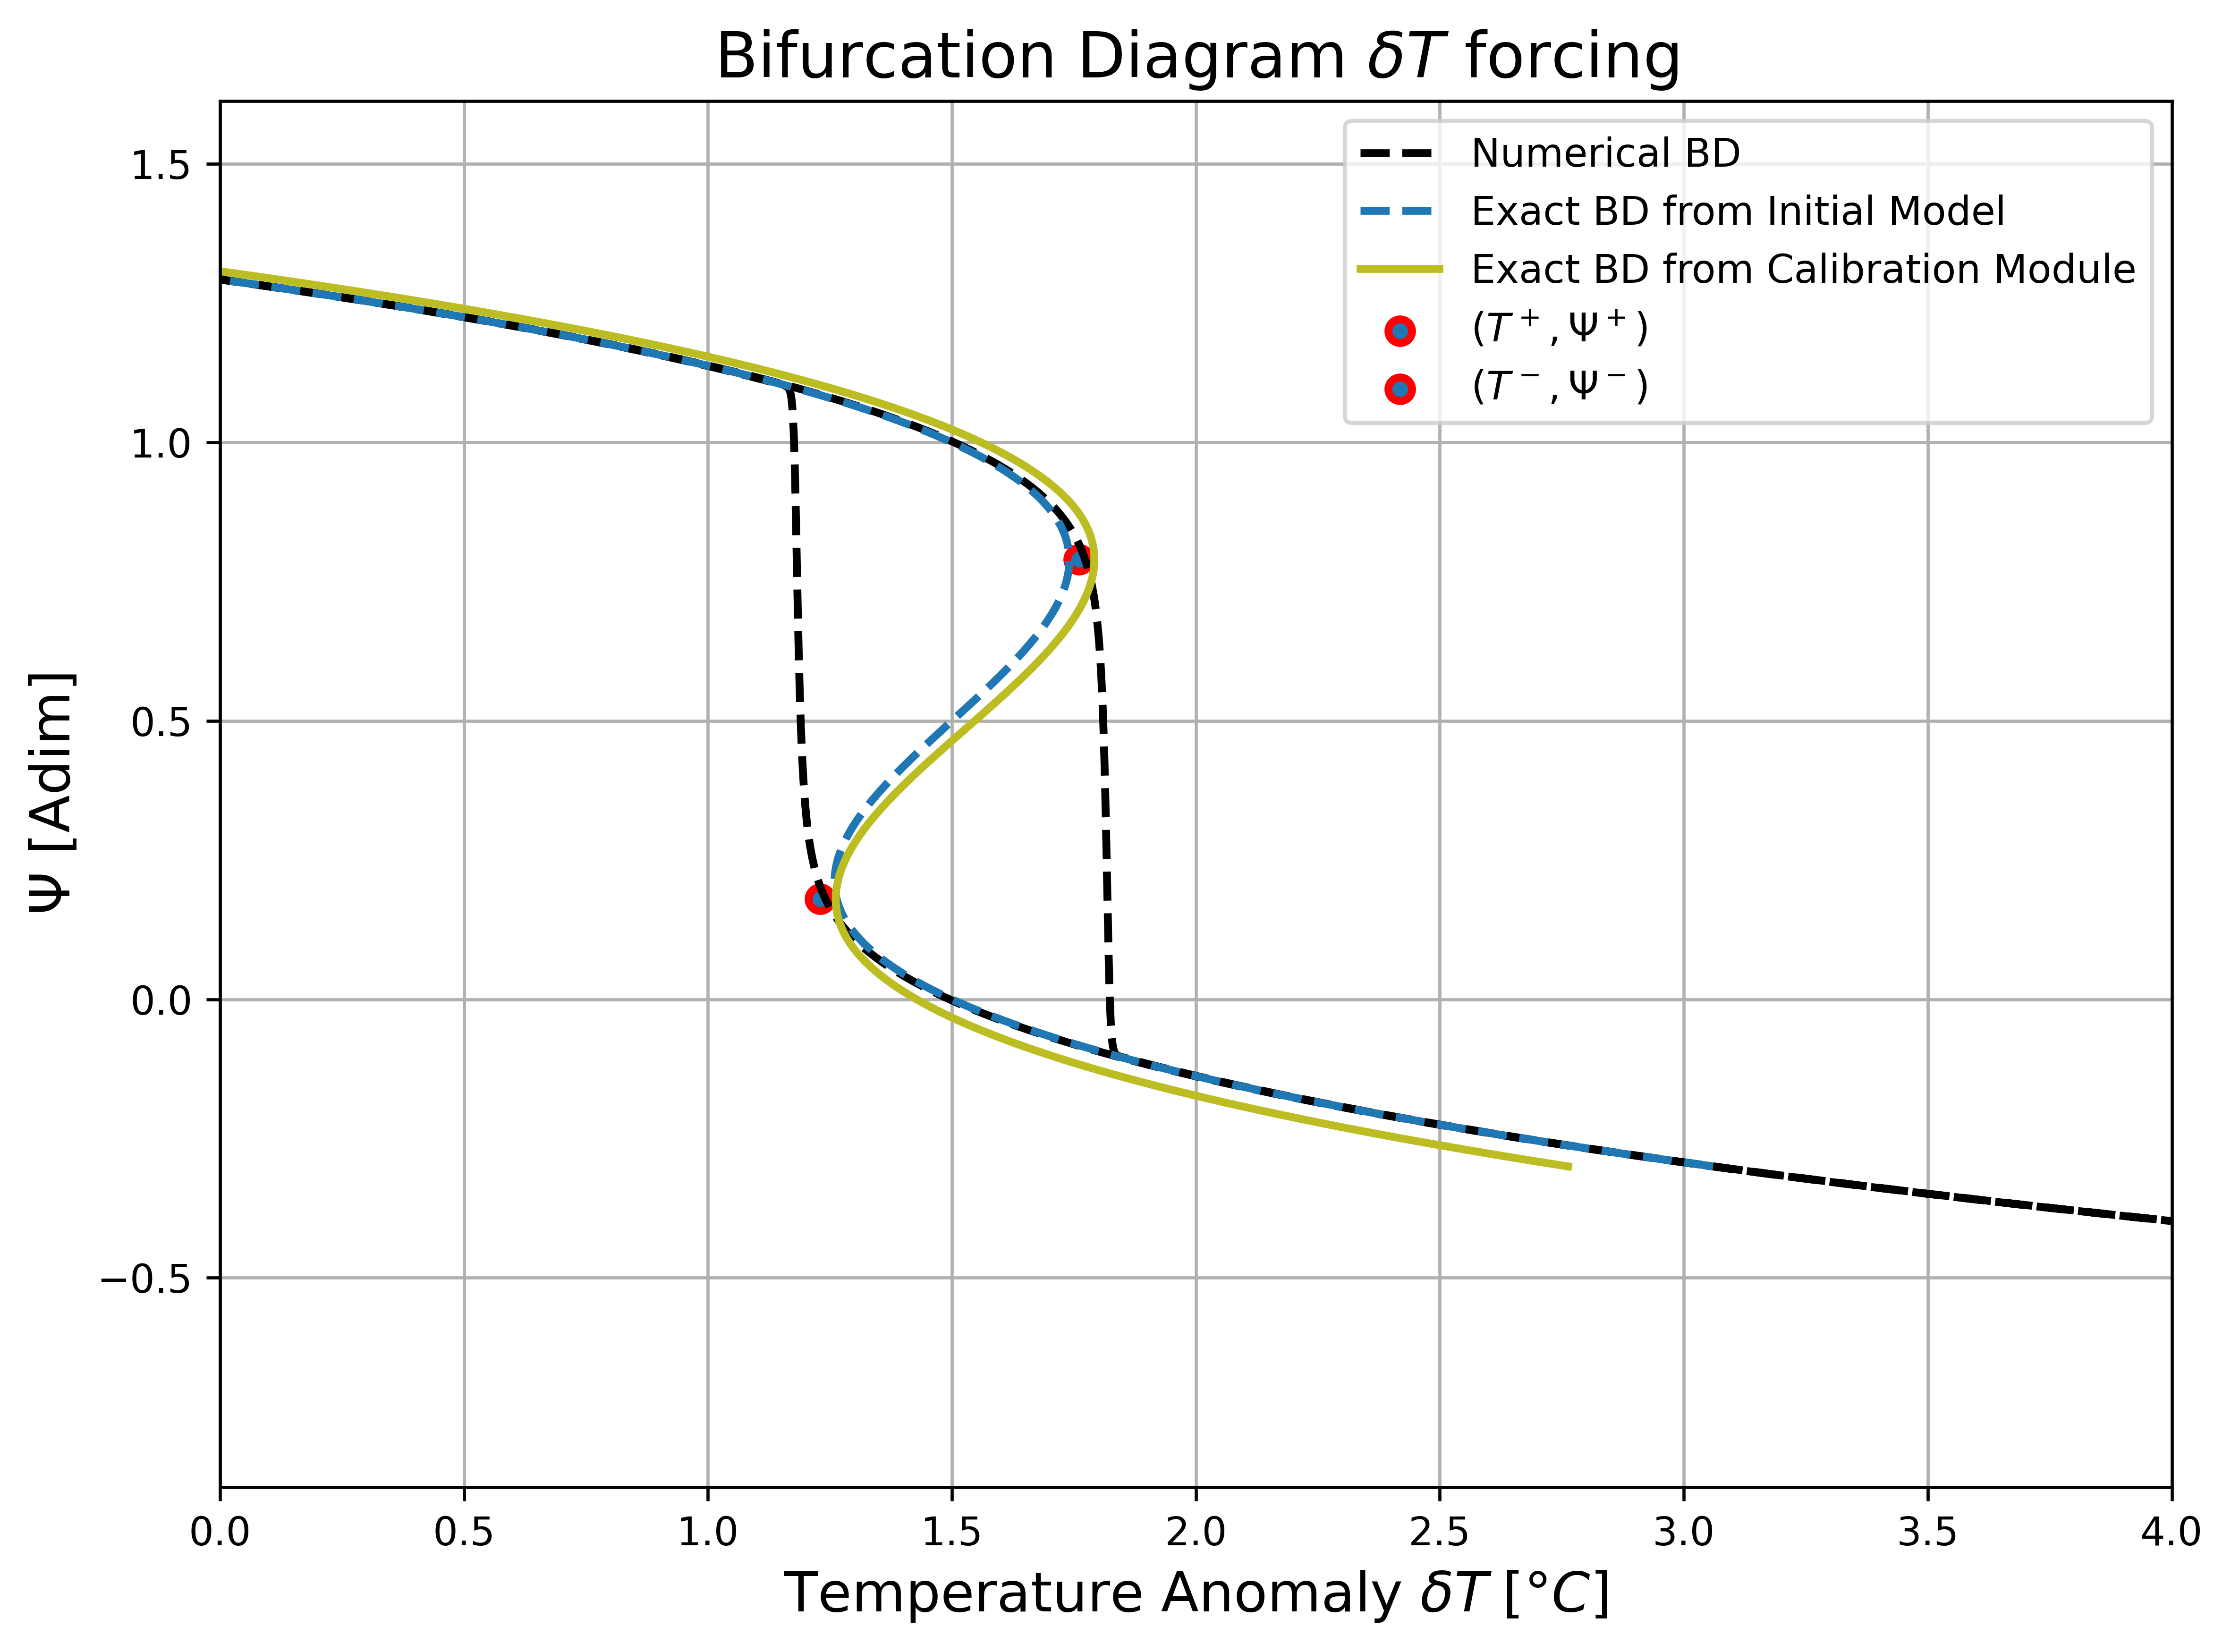 Bifurcation Diagram δT forcing
Ψ [Adim]
1.5
1.0
0.5
0.0
−0.5
Numerical BD
Exact BD from Initial Model
Exact BD from Calibration Module
(T⁺, Ψ⁺)
(T⁻, Ψ⁻)
0.0 0.5 1.0 1.5 2.0 2.5 3.0 3.5 4.0
Temperature Anomaly δT [°C]